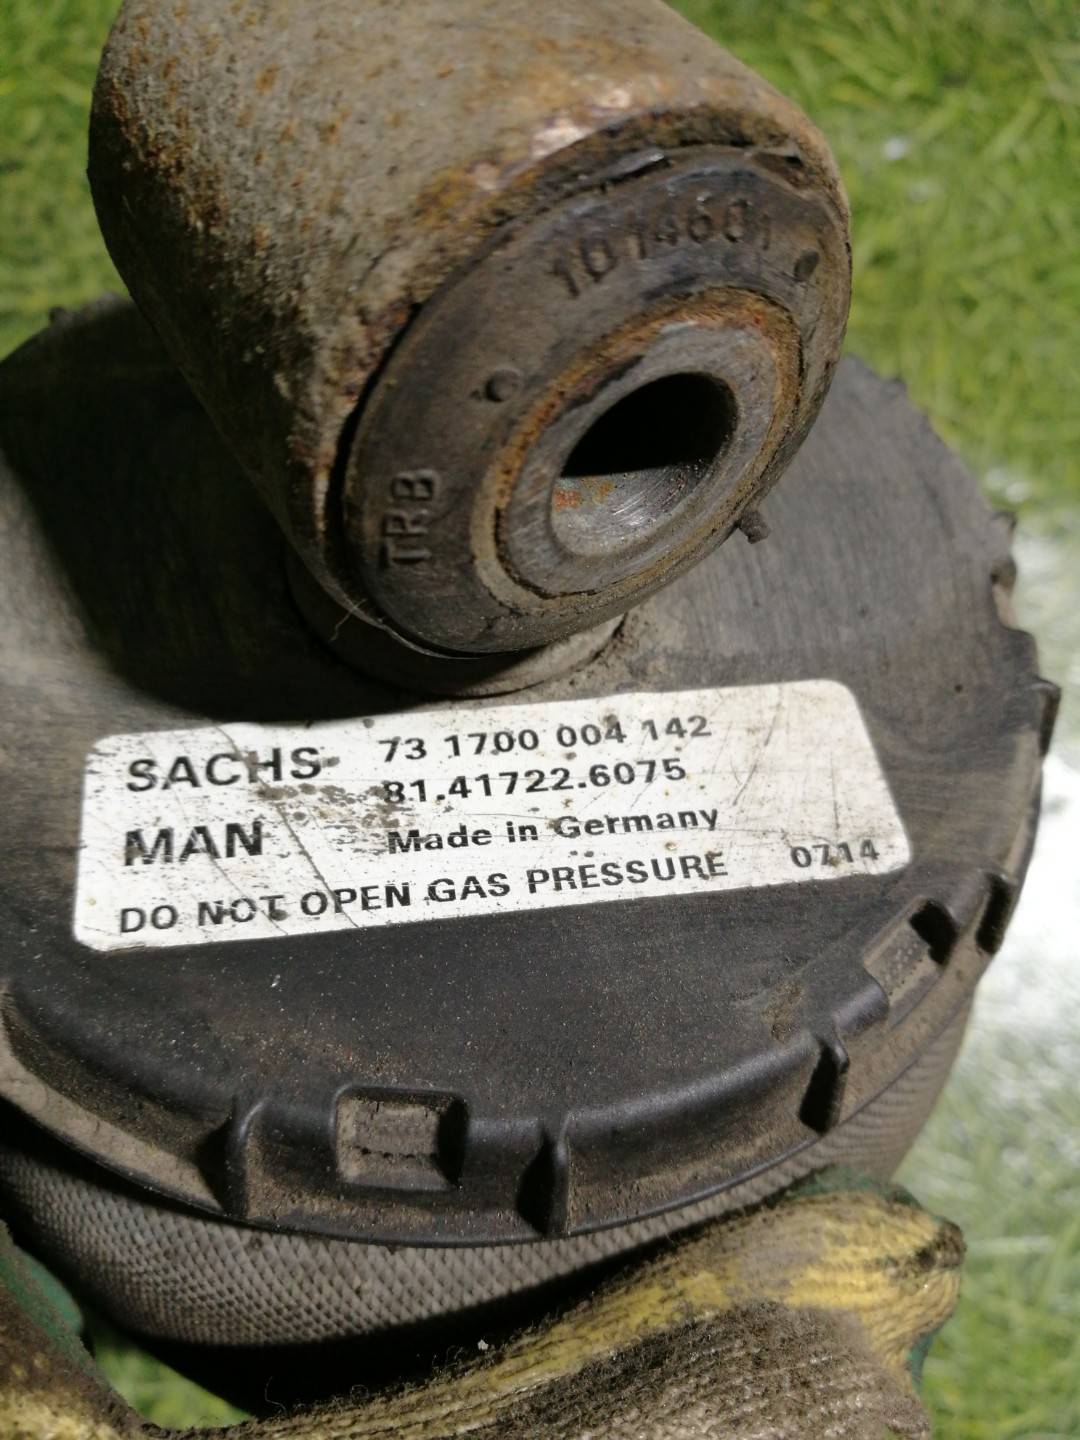 1014681
TRB
SACHS 73 1700 004 142
81.41722.6075
MAN Made in Germany
DO NOT OPEN GAS PRESSURE 0714